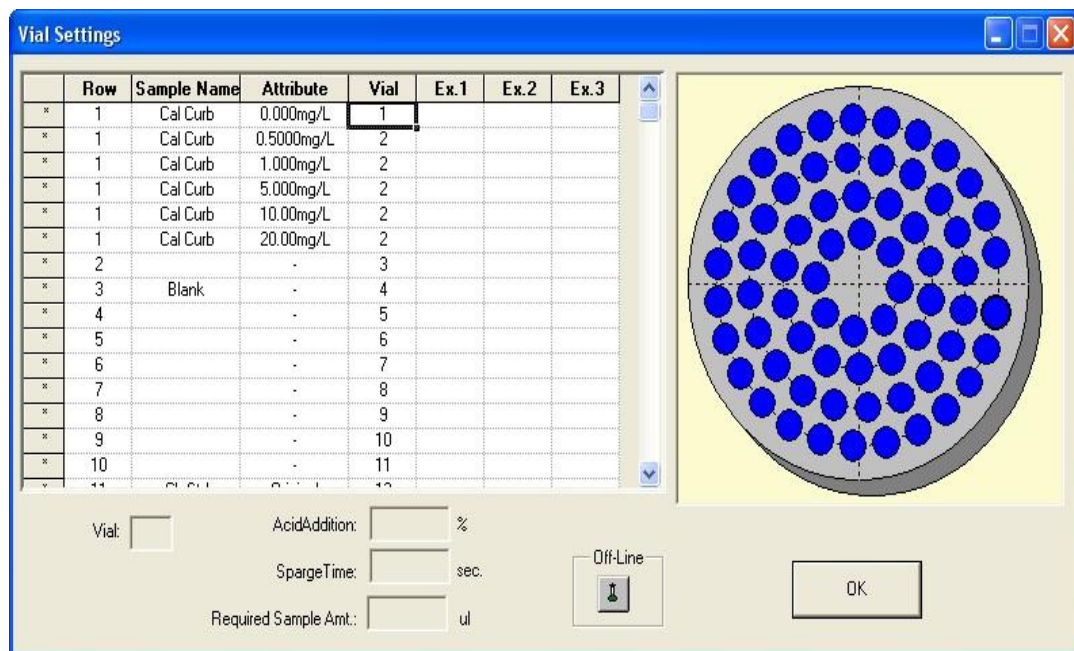 Vial Settings
Row Sample Name Attribute Vial Ex.1 Ex.2 Ex.3
* 1 Cal Curb 0.000mg/L 1
* 1 Cal Curb 0.5000mg/L 2
* 1 Cal Curb 1.000mg/L 2
* 1 Cal Curb 5.000mg/L 2
* 1 Cal Curb 10.00mg/L 2
* 1 Cal Curb 20.00mg/L 2
* 2 - 3
* 3 Blank - 4
* 4 - 5
* 5 - 6
* 6 - 7
* 7 - 8
* 8 - 9
* 9 - 10
* 10 - 11
Vial:
AcidAddition: %
SpargeTime: sec.
Required Sample Amt.: ul
Off-Line
OK